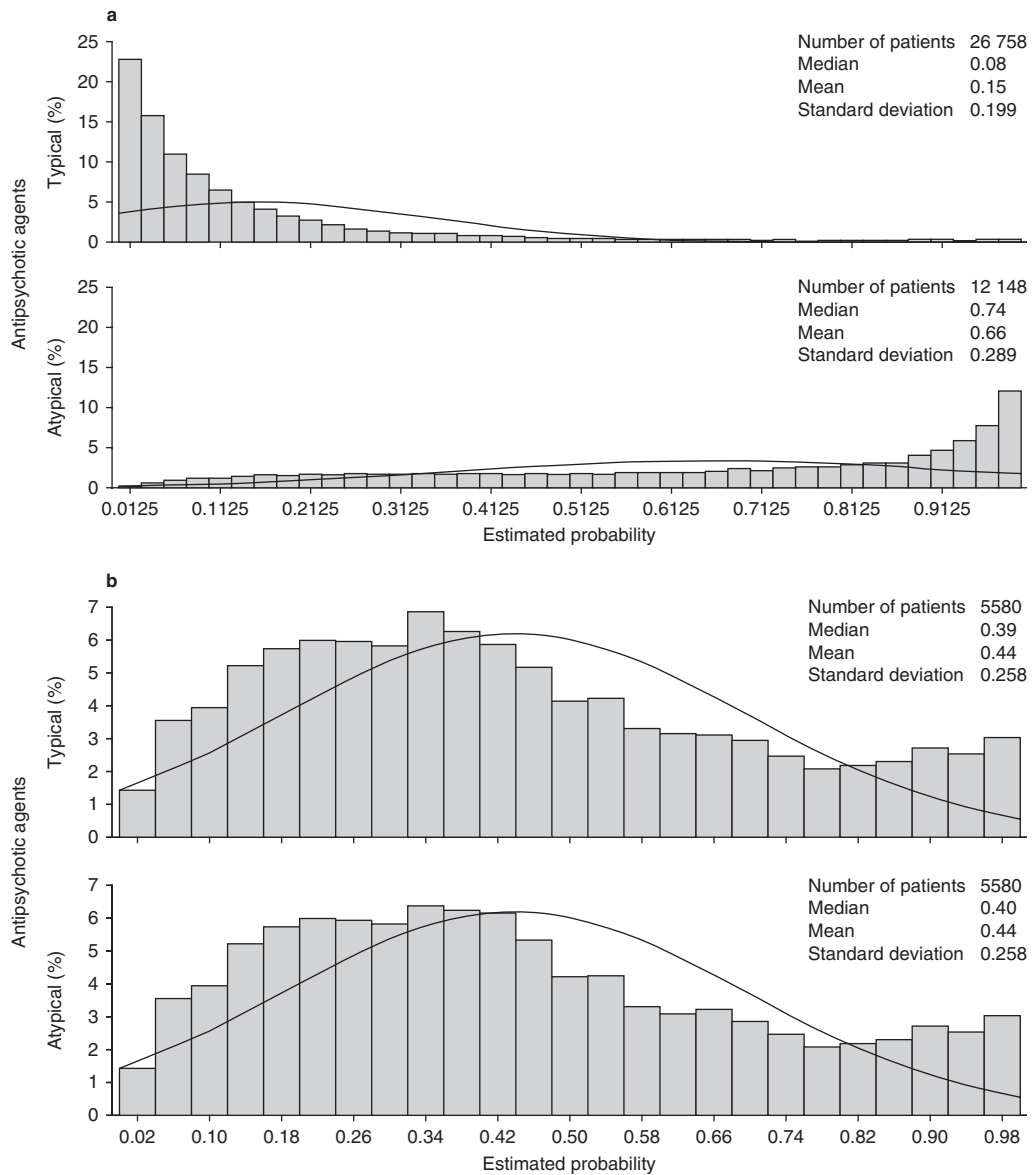 a
25
20
15
10
5
0
Typical (%)
Number of patients 26 758
Median 0.08
Mean 0.15
Standard deviation 0.199
Antipsychotic agents
25
20
15
10
5
0
Atypical (%)
Number of patients 12 148
Median 0.74
Mean 0.66
Standard deviation 0.289
0.0125 0.1125 0.2125 0.3125 0.4125 0.5125 0.6125 0.7125 0.8125 0.9125
Estimated probability
b
7
6
5
4
3
2
1
0
Typical (%)
Number of patients 5580
Median 0.39
Mean 0.44
Standard deviation 0.258
Antipsychotic agents
7
6
5
4
3
2
1
0
Atypical (%)
Number of patients 5580
Median 0.40
Mean 0.44
Standard deviation 0.258
0.02 0.10 0.18 0.26 0.34 0.42 0.50 0.58 0.66 0.74 0.82 0.90 0.98
Estimated probability